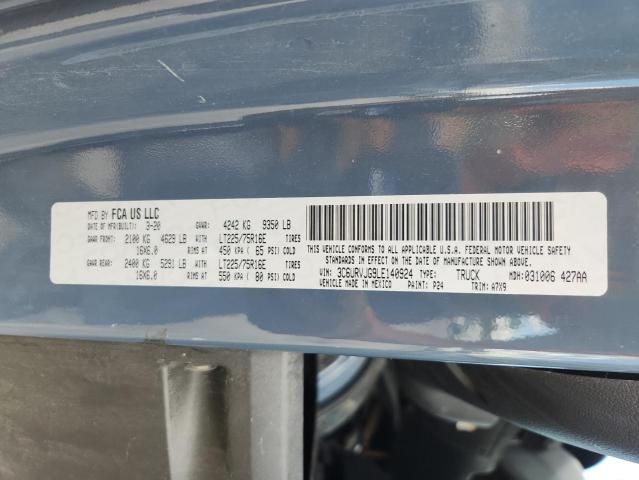 MFD BY FCA US LLC
DATE OF MFR(BUILT): 3-20 GVWR: 4242 KG 9350 LB
GAWR FRONT: 2100 KG 4629 LB WITH LT225/75R16E TIRES
16X6.0 RIMS AT 450 KPA ( 65 PSI) COLD
GAWR REAR: 2400 KG 5291 LB WITH LT225/75R16E TIRES
16X6.0 RIMS AT 550 KPA ( 80 PSI) COLD
THIS VEHICLE CONFORMS TO ALL APPLICABLE U.S.A. FEDERAL MOTOR VEHICLE SAFETY
STANDARDS IN EFFECT ON THE DATE OF MANUFACTURE SHOWN ABOVE.
VIN: 3C6URVJG9LE140924 TYPE: TRUCK MDH: 031006 427AA
VEHICLE MADE IN MEXICO PAINT: P24 TRIM: A7X9